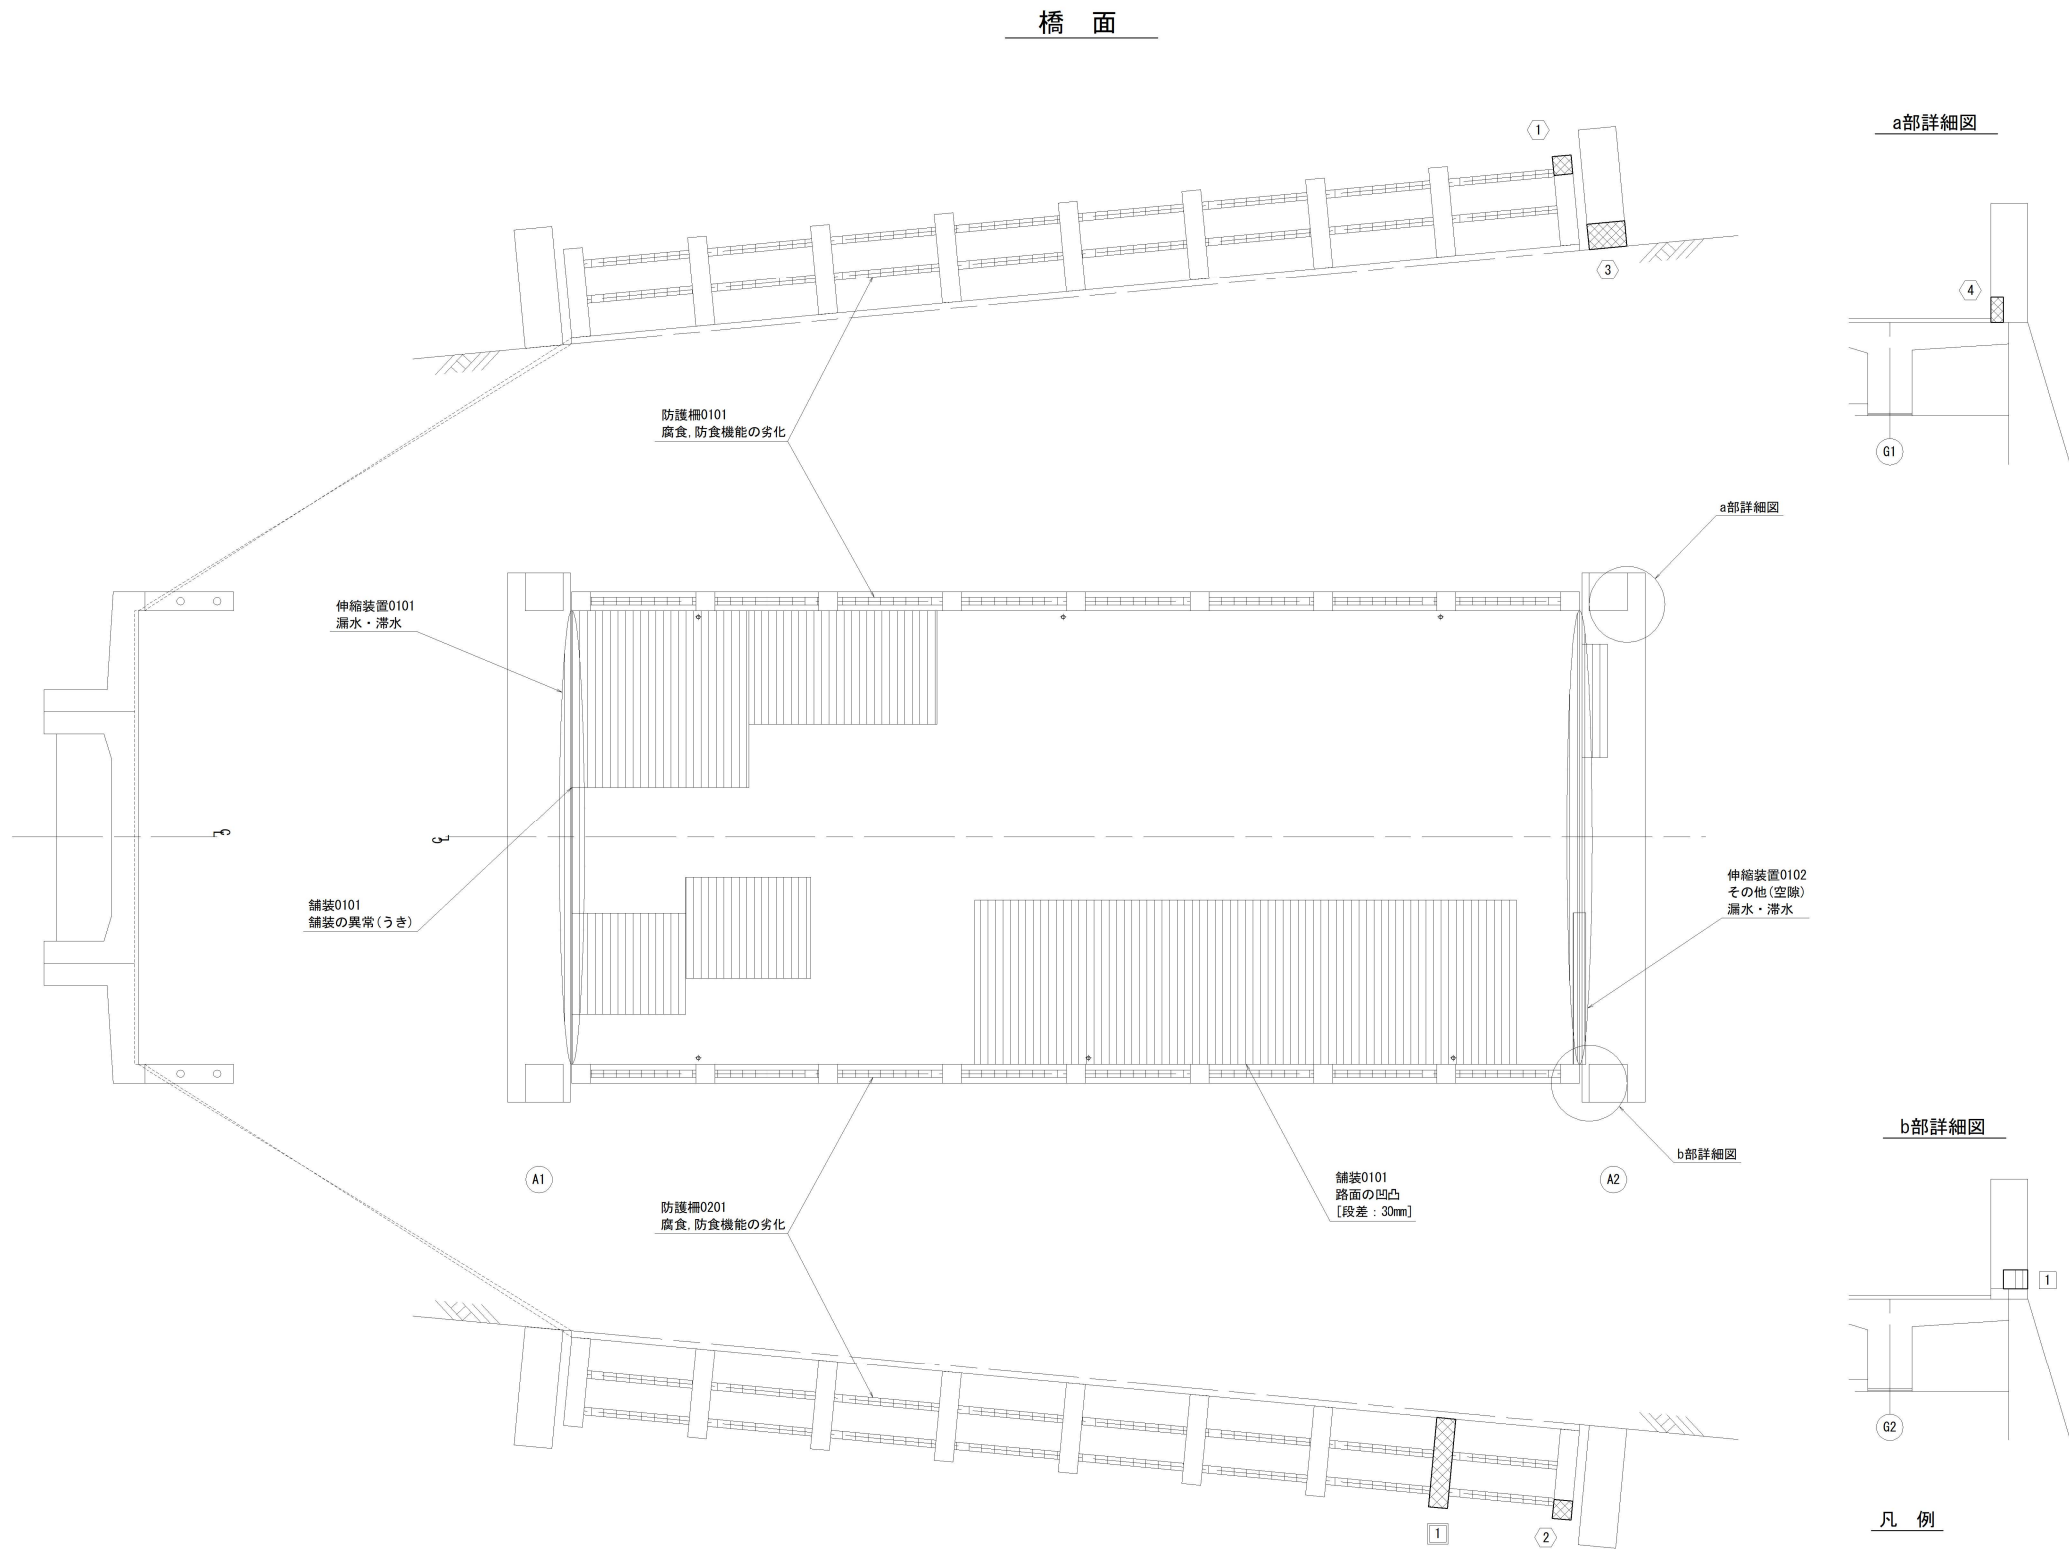 橋　面
1
a部詳細図
3
4
防護柵0101
腐食,防食機能の劣化
G1
a部詳細図
伸縮装置0101
漏水・滞水
CL
CL
伸縮装置0102
その他(空隙)
漏水・滞水
舗装0101
舗装の異常(うき)
b部詳細図
b部詳細図
A1
A2
舗装0101
路面の凹凸
[段差：30mm]
防護柵0201
腐食,防食機能の劣化
1
G2
1
2
凡　例